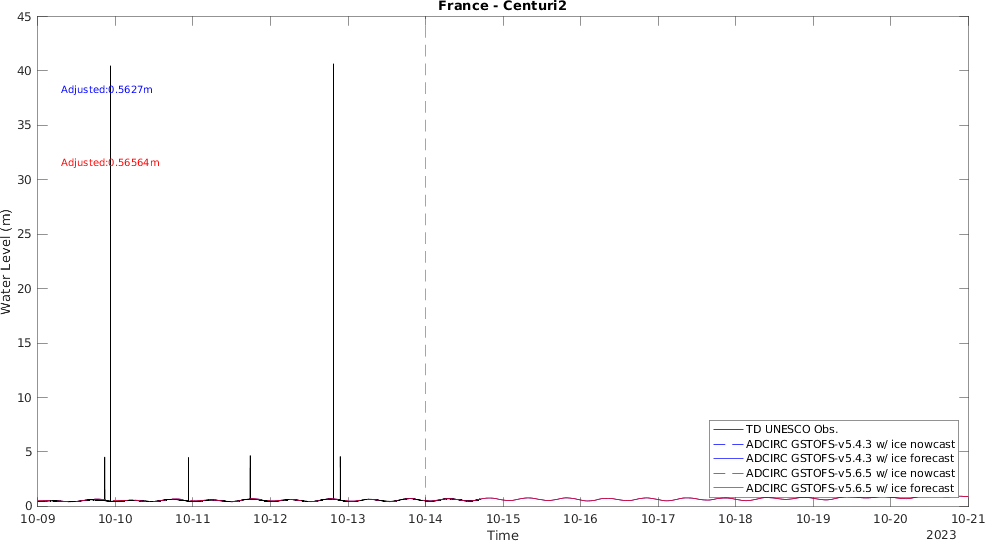 France - Centuri2
45
40
35
30
25
20
15
10
5
0
Water Level (m)
Adjusted:0.5627m
Adjusted:0.56564m
TD UNESCO Obs.
ADCIRC GSTOFS-v5.4.3 w/ ice nowcast
ADCIRC GSTOFS-v5.4.3 w/ ice forecast
ADCIRC GSTOFS-v5.6.5 w/ ice nowcast
ADCIRC GSTOFS-v5.6.5 w/ ice forecast
10-09 10-10 10-11 10-12 10-13 10-14 10-15 10-16 10-17 10-18 10-19 10-20 10-21
Time
2023